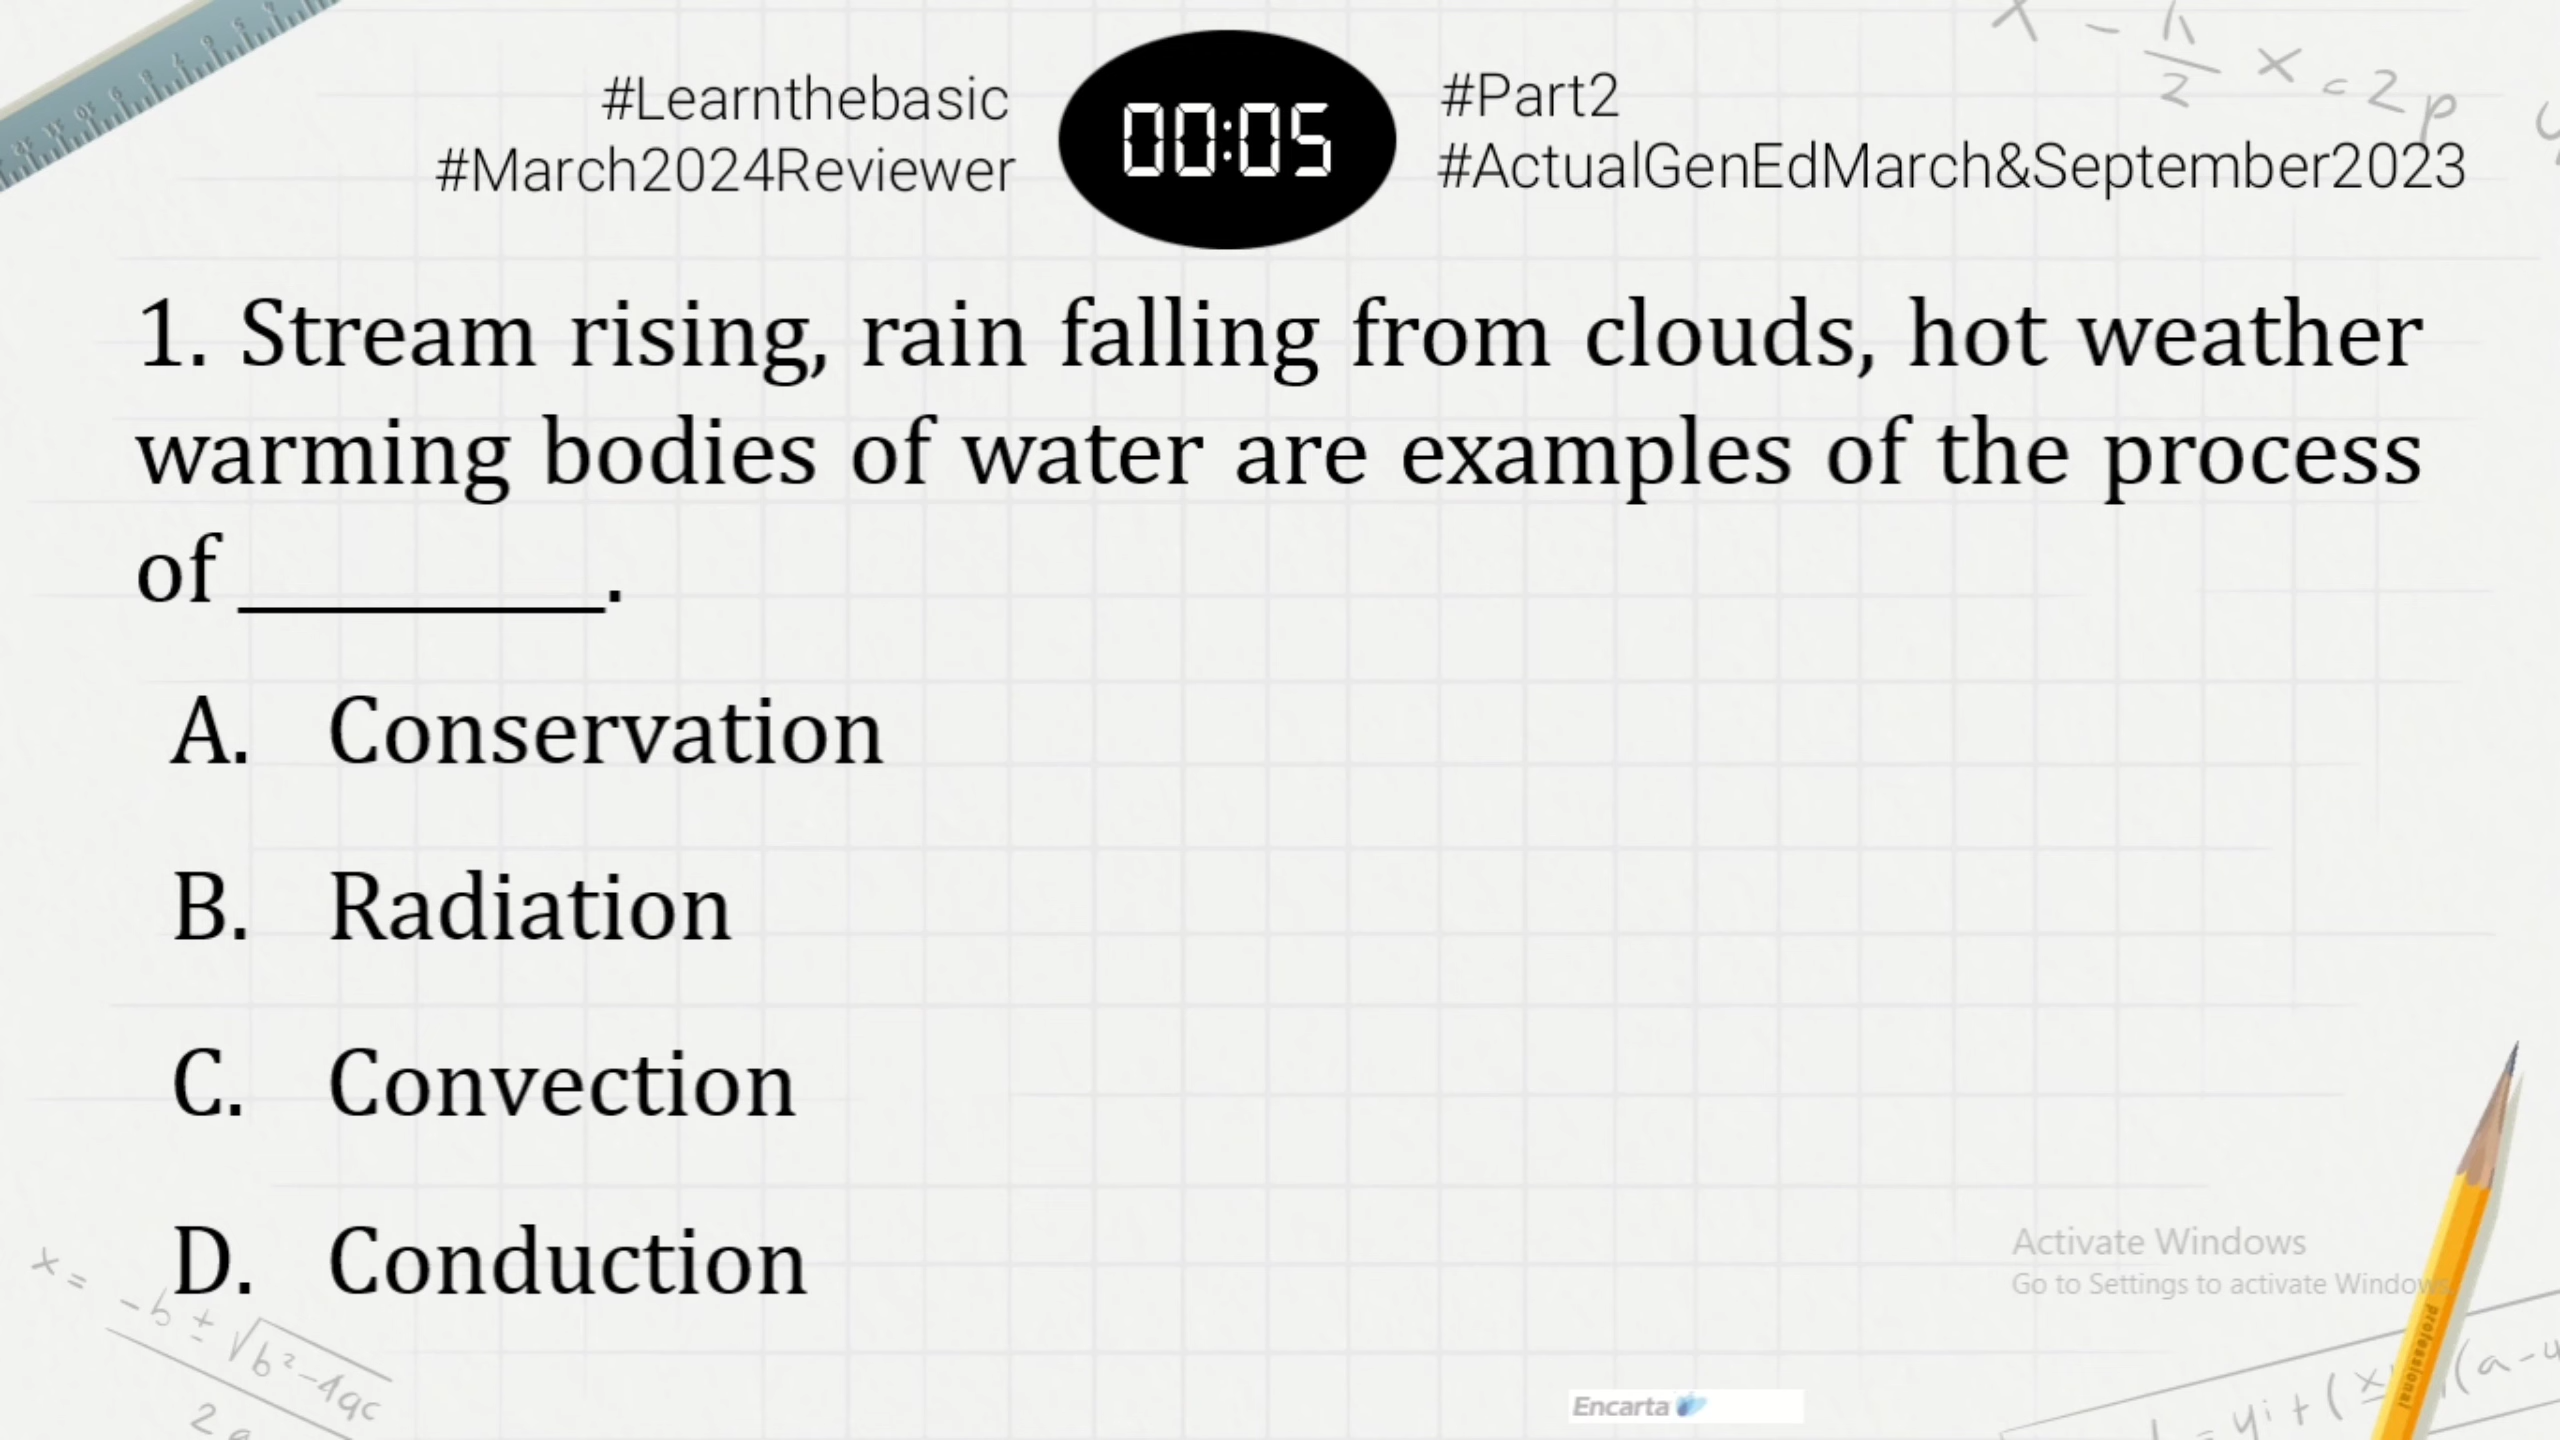 #Learnthebasic
#March2024Reviewer
00:05
#Part2
#ActualGenEdMarch&September2023
1. Stream rising, rain falling from clouds, hot weather
warming bodies of water are examples of the process
of __________.
A. Conservation
B. Radiation
C. Convection
D. Conduction
Activate Windows
Go to Settings to activate Windows
Encarta
professional